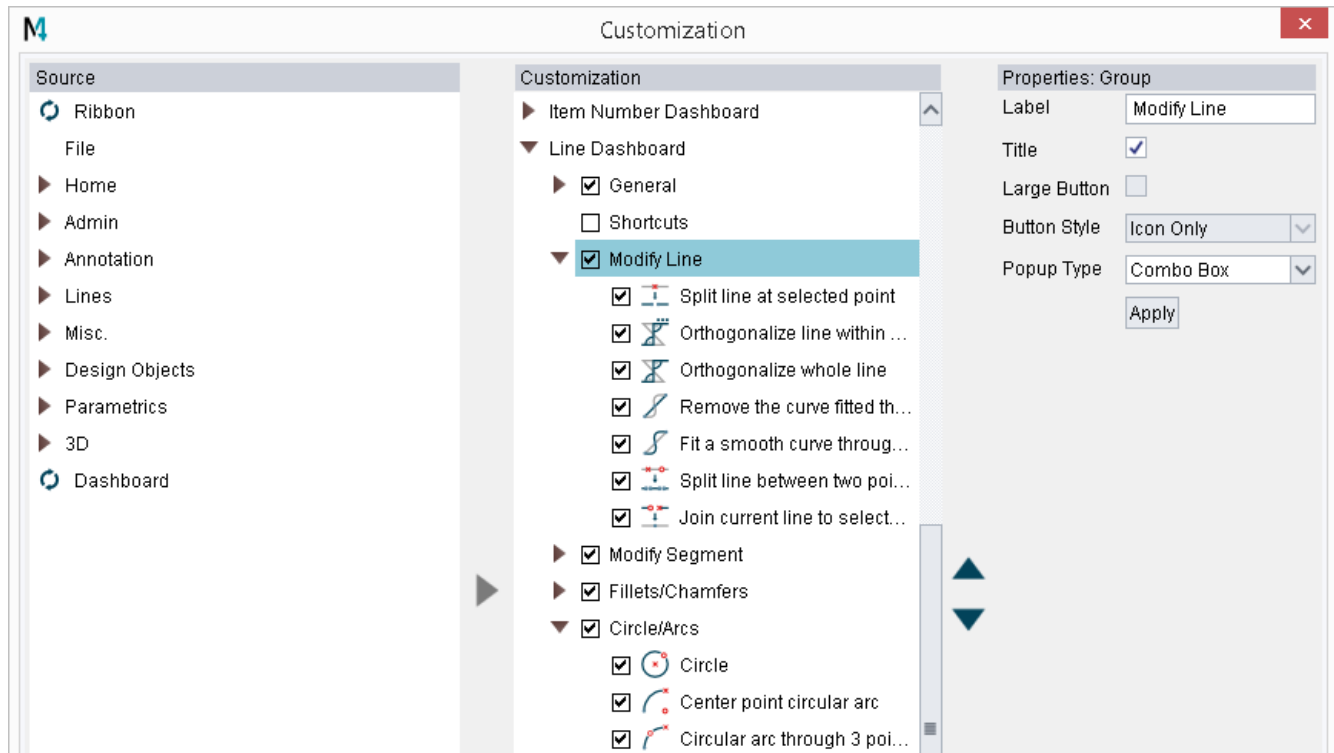 M4
Customization
Source
Ribbon
File
Home
Admin
Annotation
Lines
Misc.
Design Objects
Parametrics
3D
Dashboard
Customization
Item Number Dashboard
Line Dashboard
General
Shortcuts
Modify Line
Split line at selected point
Orthogonalize line within ...
Orthogonalize whole line
Remove the curve fitted th...
Fit a smooth curve throug...
Split line between two poi...
Join current line to select...
Modify Segment
Fillets/Chamfers
Circle/Arcs
Circle
Center point circular arc
Circular arc through 3 poi...
Properties: Group
Label Modify Line
Title
Large Button
Button Style Icon Only
Popup Type Combo Box
Apply